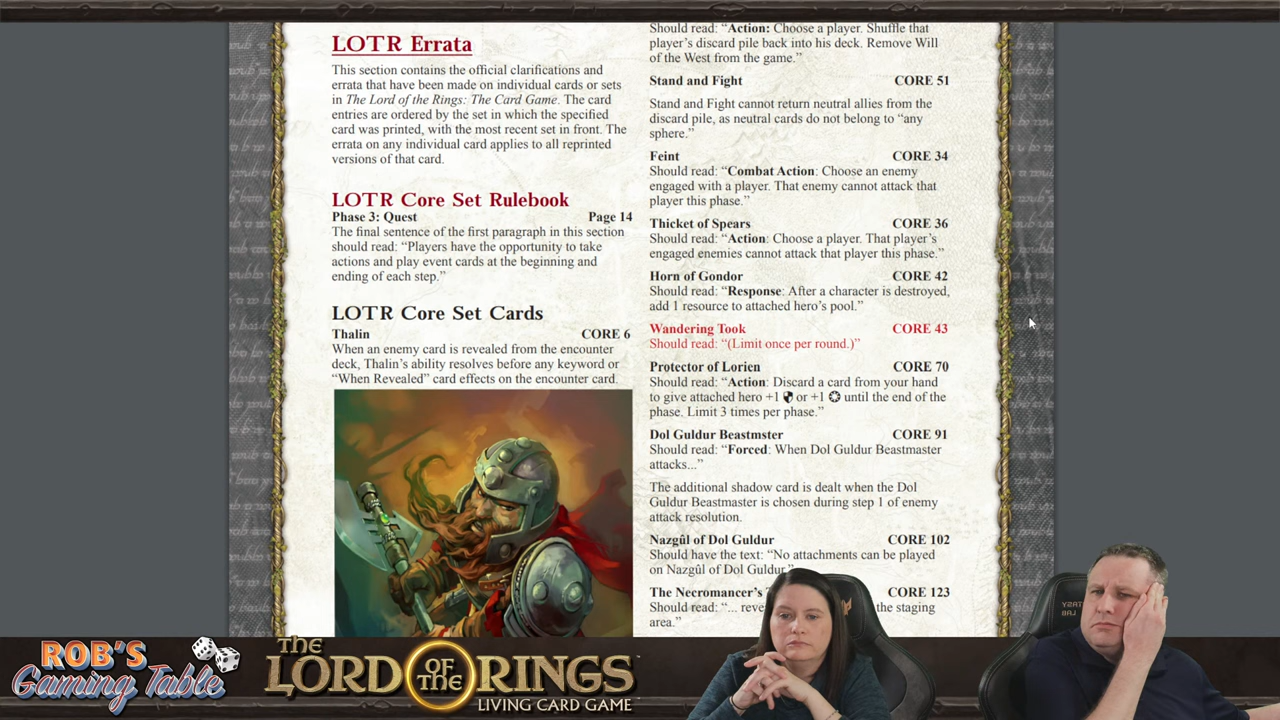 LOTR Errata
This section contains the official clarifications and
errata that have been made on individual cards or sets
in The Lord of the Rings: The Card Game. The card
entries are ordered by the set in which the specified
card was printed, with the most recent set in front. The
errata on any individual card applies to all reprinted
versions of that card.
LOTR Core Set Rulebook
Phase 3: Quest Page 14
The final sentence of the first paragraph in this section
should read: “Players have the opportunity to take
actions and play event cards at the beginning and
ending of each step.”
LOTR Core Set Cards
Thalin CORE 6
When an enemy card is revealed from the encounter
deck, Thalin’s ability resolves before any keyword or
“When Revealed” card effects on the encounter card.
Should read: “Action: Choose a player. Shuffle that
player’s discard pile back into his deck. Remove Will
of the West from the game.”
Stand and Fight CORE 51
Stand and Fight cannot return neutral allies from the
discard pile, as neutral cards do not belong to “any
sphere.”
Feint CORE 34
Should read: “Combat Action: Choose an enemy
engaged with a player. That enemy cannot attack that
player this phase.”
Thicket of Spears CORE 36
Should read: “Action: Choose a player. That player’s
engaged enemies cannot attack that player this phase.”
Horn of Gondor CORE 42
Should read: “Response: After a character is destroyed,
add 1 resource to attached hero’s pool.”
Wandering Took CORE 43
Should read: “(Limit once per round.)”
Protector of Lorien CORE 70
Should read: “Action: Discard a card from your hand
to give attached hero +1 or +1 until the end of the
phase. Limit 3 times per phase.”
Dol Guldur Beastmster CORE 91
Should read: “Forced: When Dol Guldur Beastmaster
attacks...”
The additional shadow card is dealt when the Dol
Guldur Beastmaster is chosen during step 1 of enemy
attack resolution.
Nazgûl of Dol Guldur CORE 102
Should have the text: “No attachments can be played
on Nazgûl of Dol Guldur.”
The Necromancer’s CORE 123
Should read: “... the staging
area.”
ROB'S
Gaming Table
THE
LORD OF THE RINGS
LIVING CARD GAME